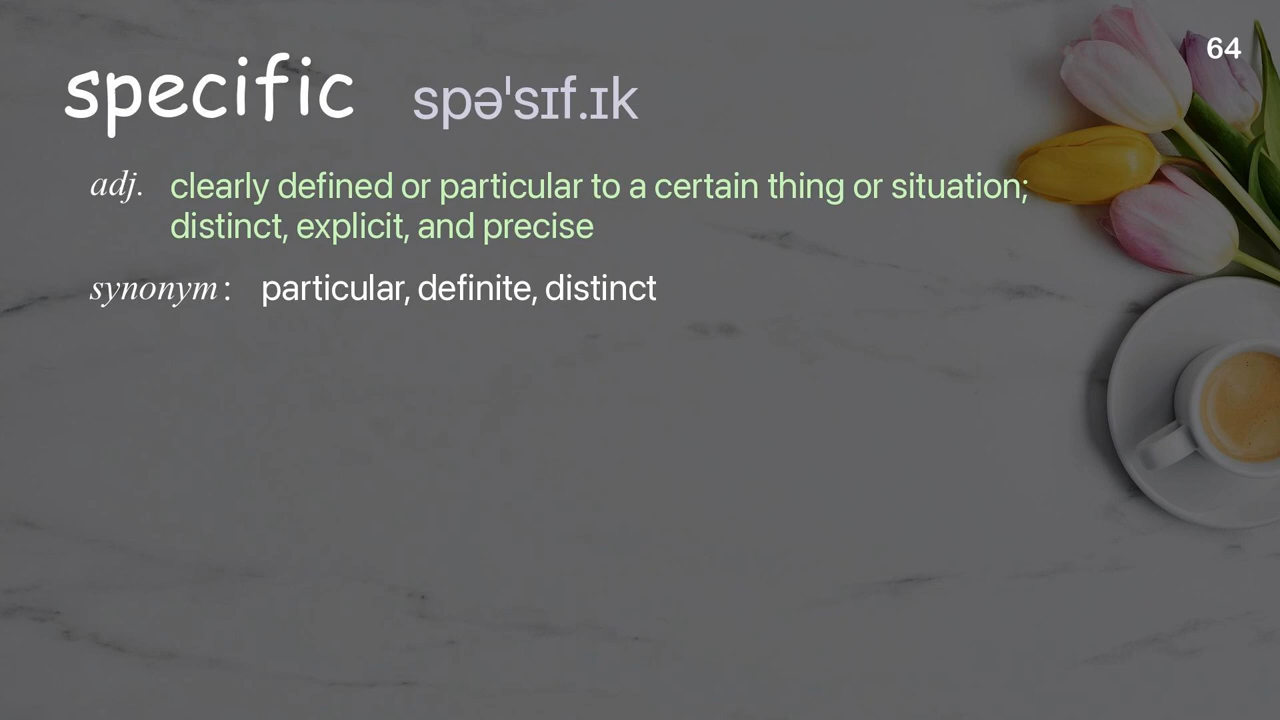 64
specific spəˈsɪf.ɪk
adj. clearly defined or particular to a certain thing or situation;
distinct, explicit, and precise
synonym: particular, definite, distinct